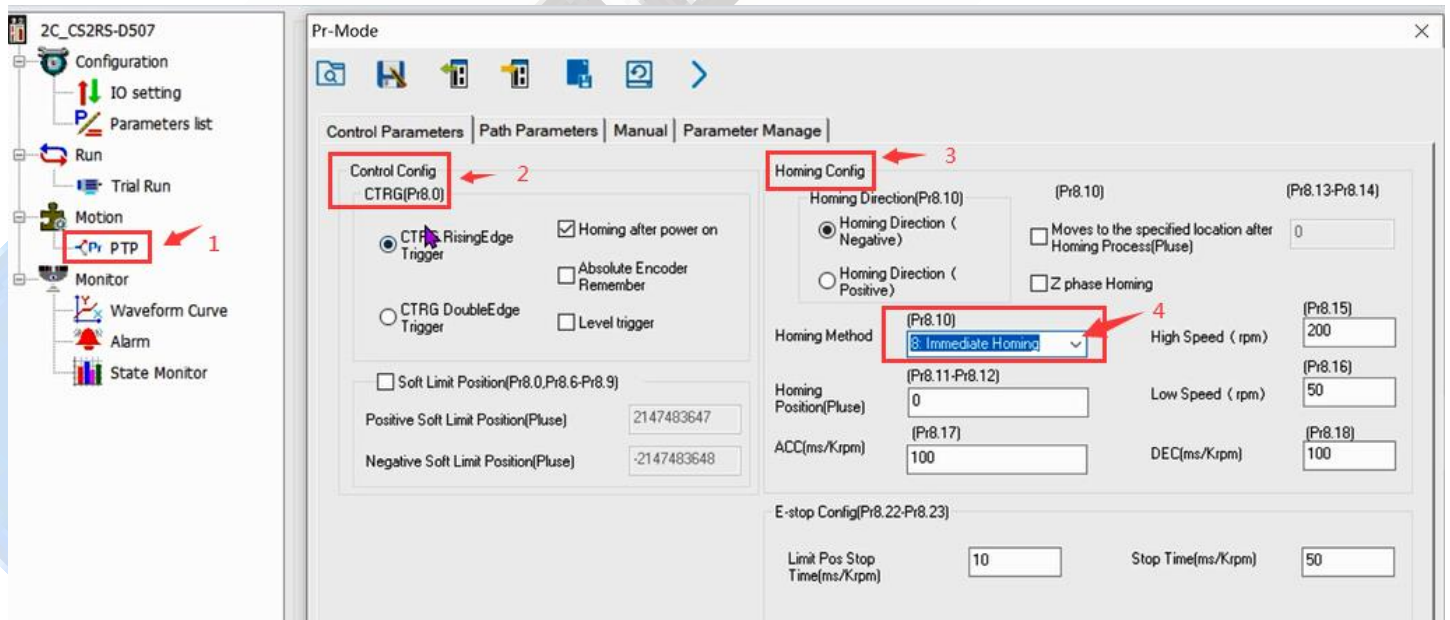 2C_CS2RS-D507
Configuration
IO setting
Parameters list
Run
Trial Run
Motion
PTP
1
Monitor
Waveform Curve
Alarm
State Monitor
Pr-Mode
Control Parameters
Path Parameters
Manual
Parameter Manage
Control Config
2
CTRG(Pr8.0)
CTRG RisingEdge
Trigger
CTRG DoubleEdge
Trigger
Homing after power on
Absolute Encoder
Remember
Level trigger
Soft Limit Position(Pr8.0,Pr8.6-Pr8.9)
Positive Soft Limit Position(Pluse)
2147483647
Negative Soft Limit Position(Pluse)
-2147483648
Homing Config
3
Homing Direction(Pr8.10)
Homing Direction (
Negative)
Homing Direction (
Positive)
(Pr8.10)
(Pr8.13-Pr8.14)
Moves to the specified location after
Homing Process(Pluse)
0
Z phase Homing
4
Homing Method
(Pr8.10)
8: Immediate Homing
High Speed (rpm)
(Pr8.15)
200
Homing
Position(Pluse)
(Pr8.11-Pr8.12)
0
Low Speed (rpm)
(Pr8.16)
50
ACC(ms/Krpm)
(Pr8.17)
100
DEC(ms/Krpm)
(Pr8.18)
100
E-stop Config(Pr8.22-Pr8.23)
Limit Pos Stop
Time(ms/Krpm)
10
Stop Time(ms/Krpm)
50